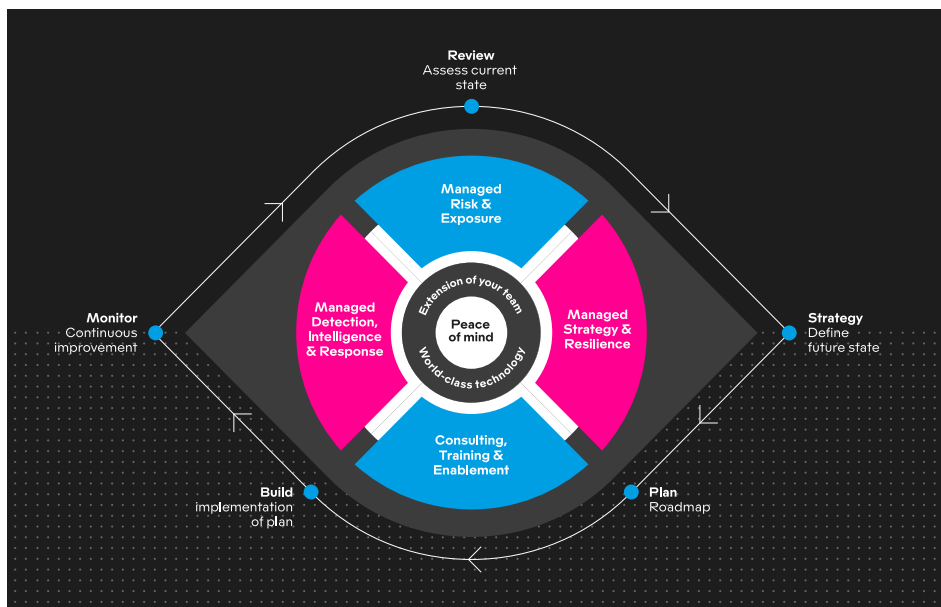 Review
Assess current
state
Managed
Risk &
Exposure
Managed
Detection,
Intelligence
& Response
Extension of your team
Peace
of mind
World-class technology
Managed
Strategy &
Resilience
Monitor
Continuous
improvement
Strategy
Define
future state
Consulting,
Training &
Enablement
Build
implementation
of plan
Plan
Roadmap